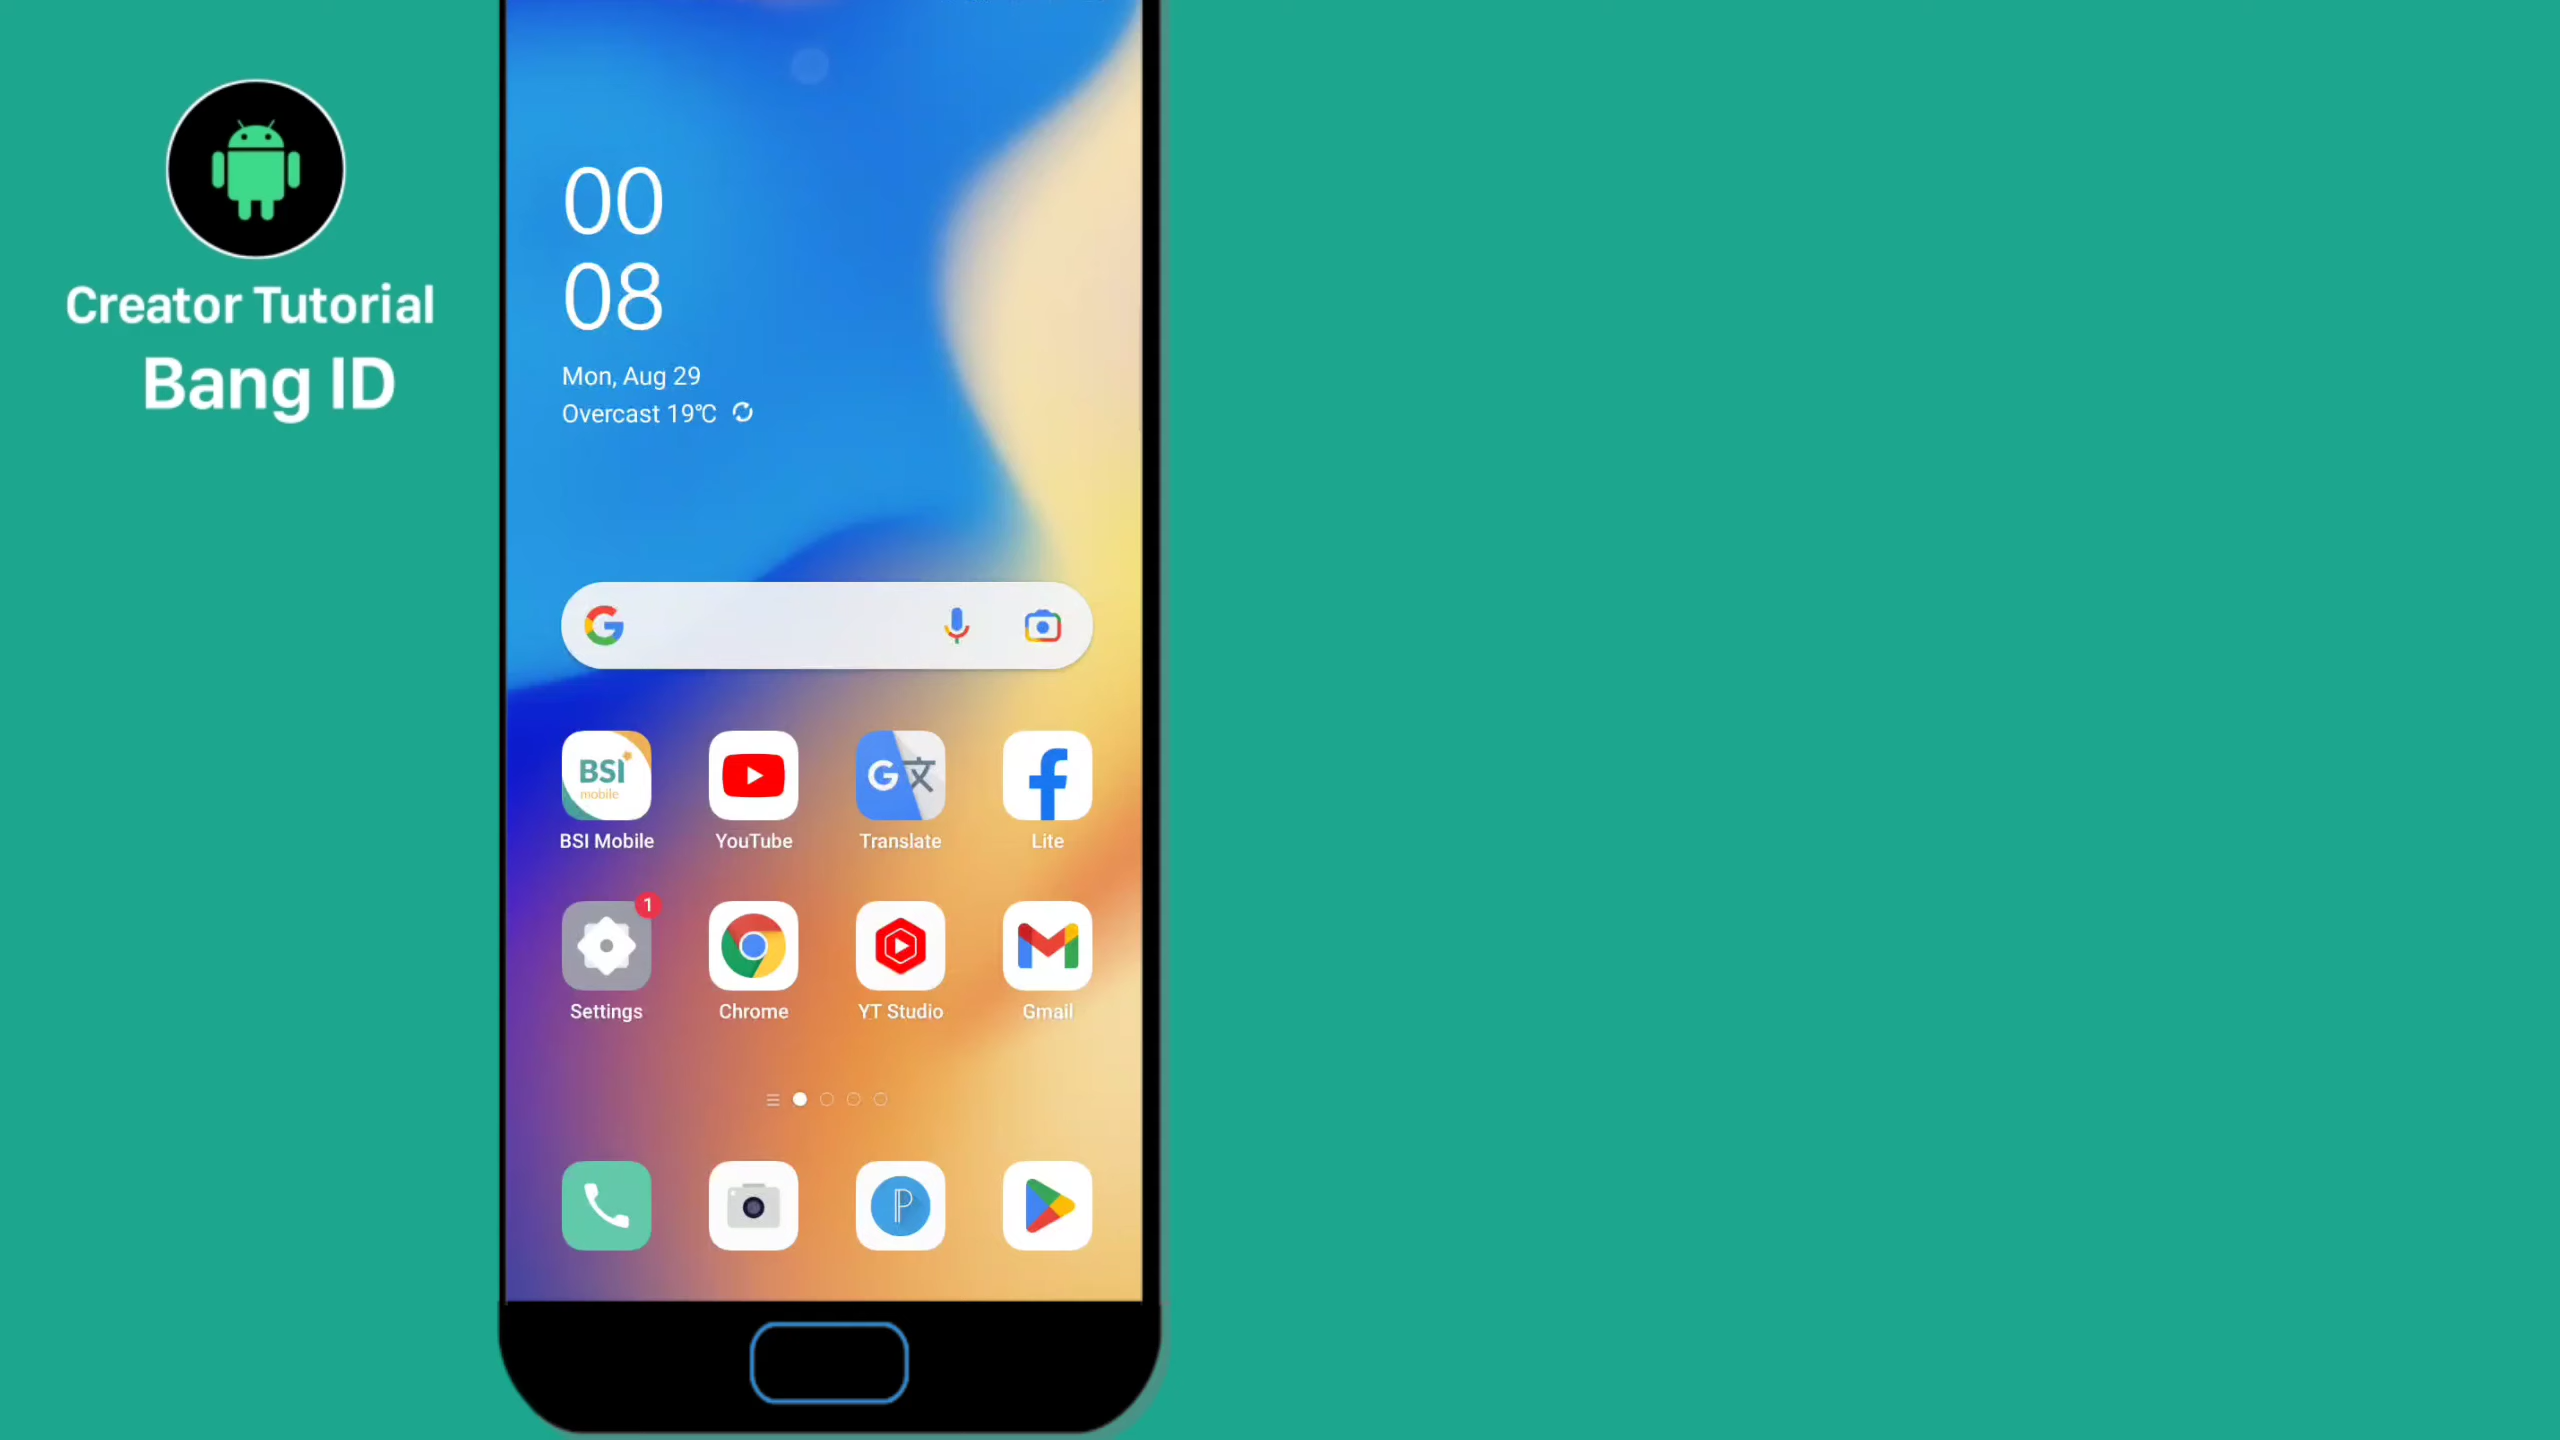 Creator Tutorial
Bang ID
00
08
Mon, Aug 29
Overcast 19℃
BSI mobile
BSI Mobile
YouTube
Translate
Lite
1
Settings
Chrome
YT Studio
Gmail